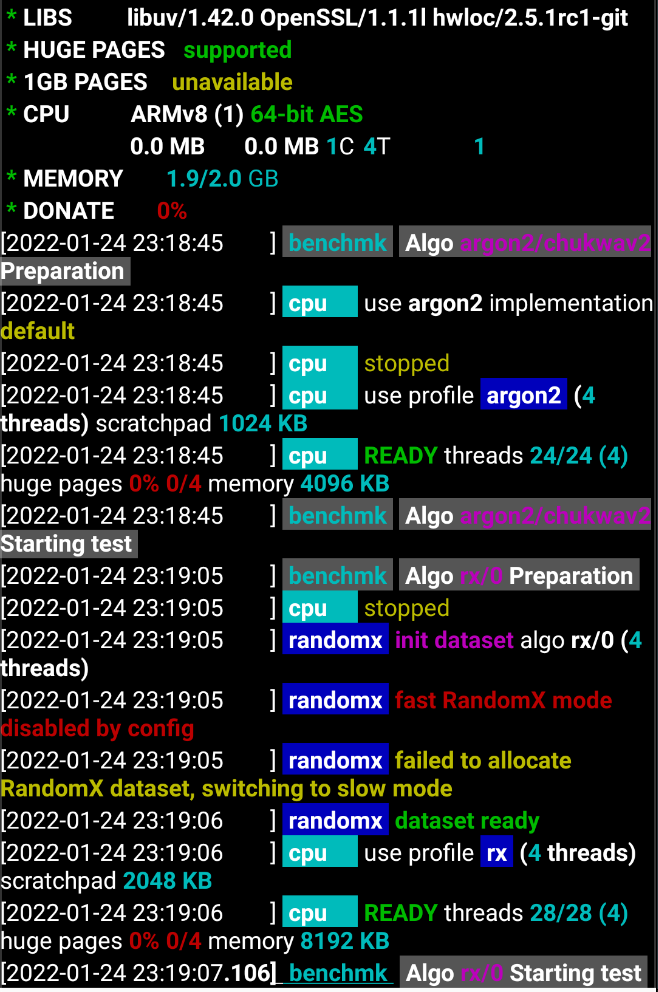 * LIBS libuv/1.42.0 OpenSSL/1.1.1l hwloc/2.5.1rc1-git
* HUGE PAGES supported
* 1GB PAGES unavailable
* CPU ARMv8 (1) 64-bit AES
0.0 MB 0.0 MB 1C 4T 1
* MEMORY 1.9/2.0 GB
* DONATE 0%
[2022-01-24 23:18:45 ] benchmk Algo argon2/chukwav2
Preparation
[2022-01-24 23:18:45 ] cpu use argon2 implementation
default
[2022-01-24 23:18:45 ] cpu stopped
[2022-01-24 23:18:45 ] cpu use profile argon2 (4
threads) scratchpad 1024 KB
[2022-01-24 23:18:45 ] cpu READY threads 24/24 (4)
huge pages 0% 0/4 memory 4096 KB
[2022-01-24 23:18:45 ] benchmk Algo argon2/chukwav2
Starting test
[2022-01-24 23:19:05 ] benchmk Algo rx/0 Preparation
[2022-01-24 23:19:05 ] cpu stopped
[2022-01-24 23:19:05 ] randomx init dataset algo rx/0 (4
threads)
[2022-01-24 23:19:05 ] randomx fast RandomX mode
disabled by config
[2022-01-24 23:19:05 ] randomx failed to allocate
RandomX dataset, switching to slow mode
[2022-01-24 23:19:06 ] randomx dataset ready
[2022-01-24 23:19:06 ] cpu use profile rx (4 threads)
scratchpad 2048 KB
[2022-01-24 23:19:06 ] cpu READY threads 28/28 (4)
huge pages 0% 0/4 memory 8192 KB
[2022-01-24 23:19:07.106] benchmk Algo rx/0 Starting test